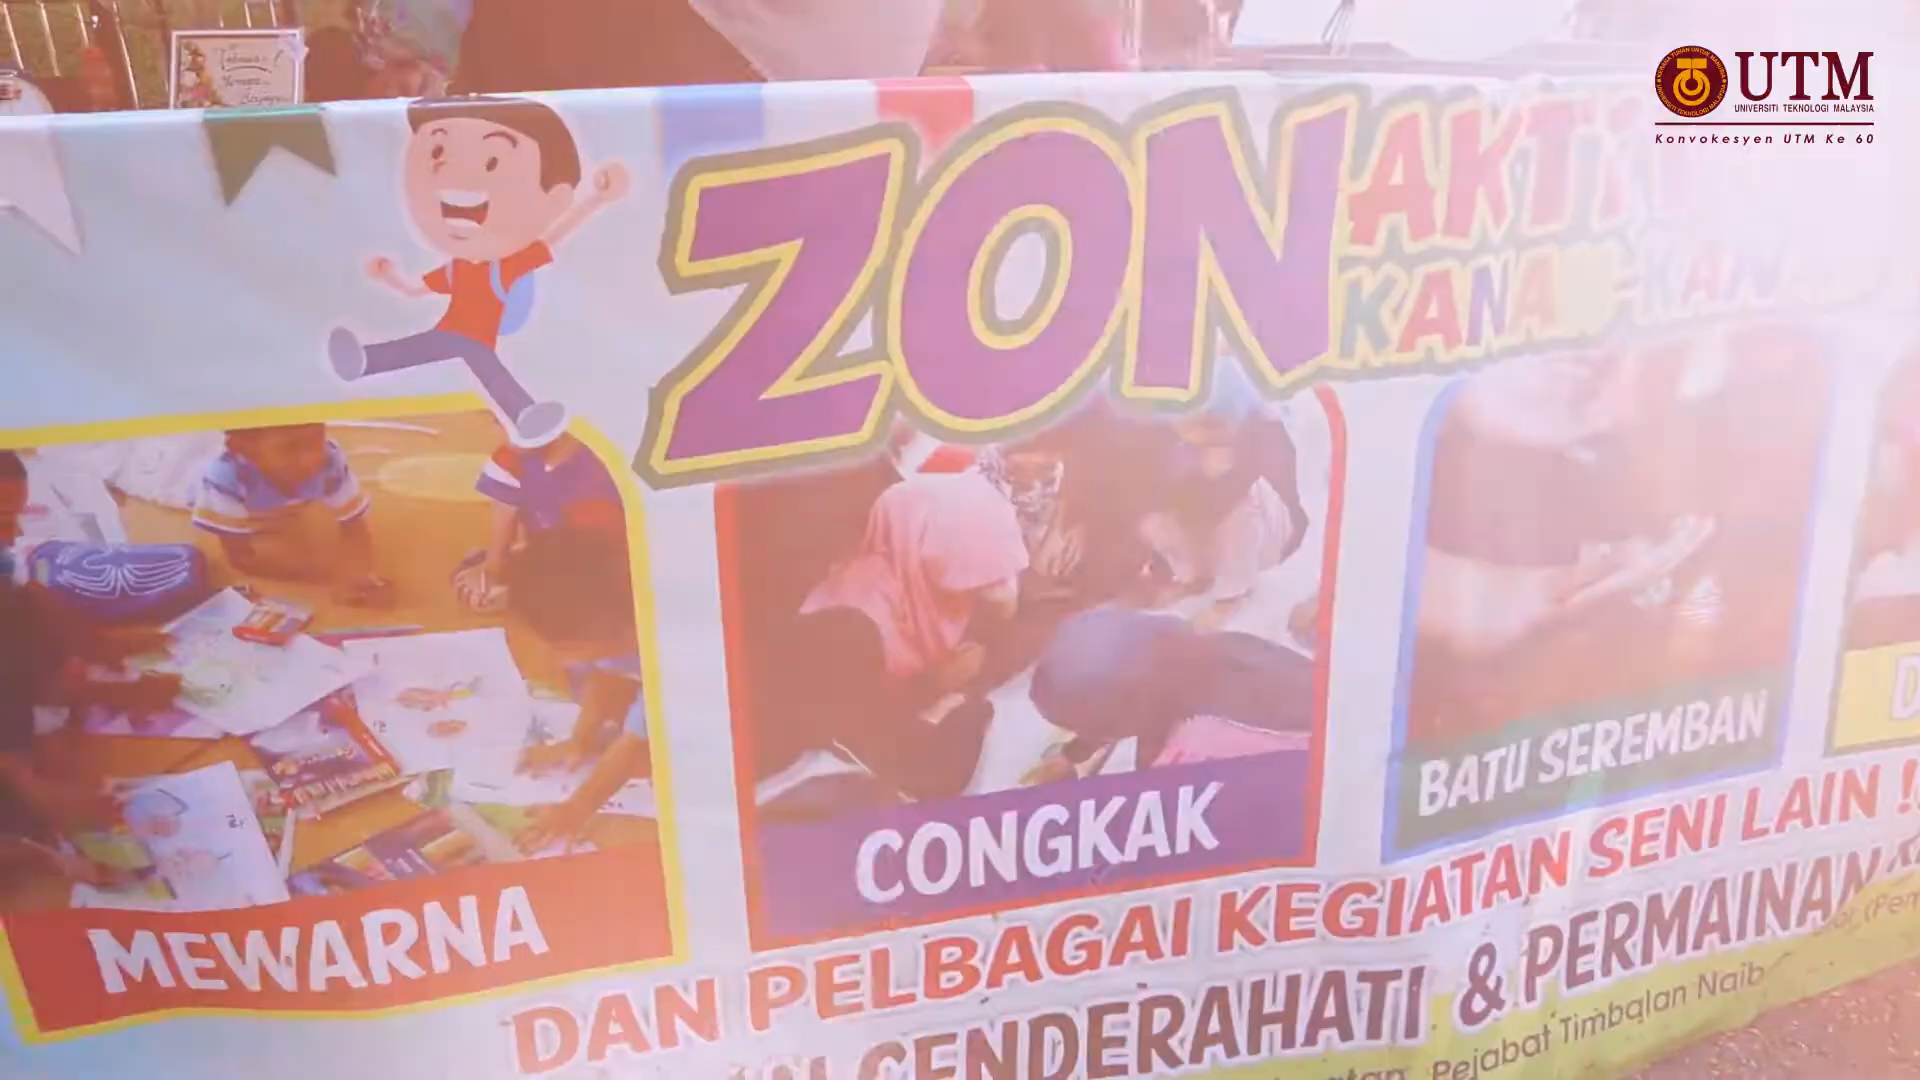 UTM
UNIVERSITI TEKNOLOGI MALAYSIA
Konvokesyen UTM Ke 60
ZON
MEWARNA
CONGKAK
BATU SEREMBAN
DAN PELBAGAI KEGIATAN SENI LAIN !
CENDERAHATI & PERMAINAN
Pejabat Timbalan Naib